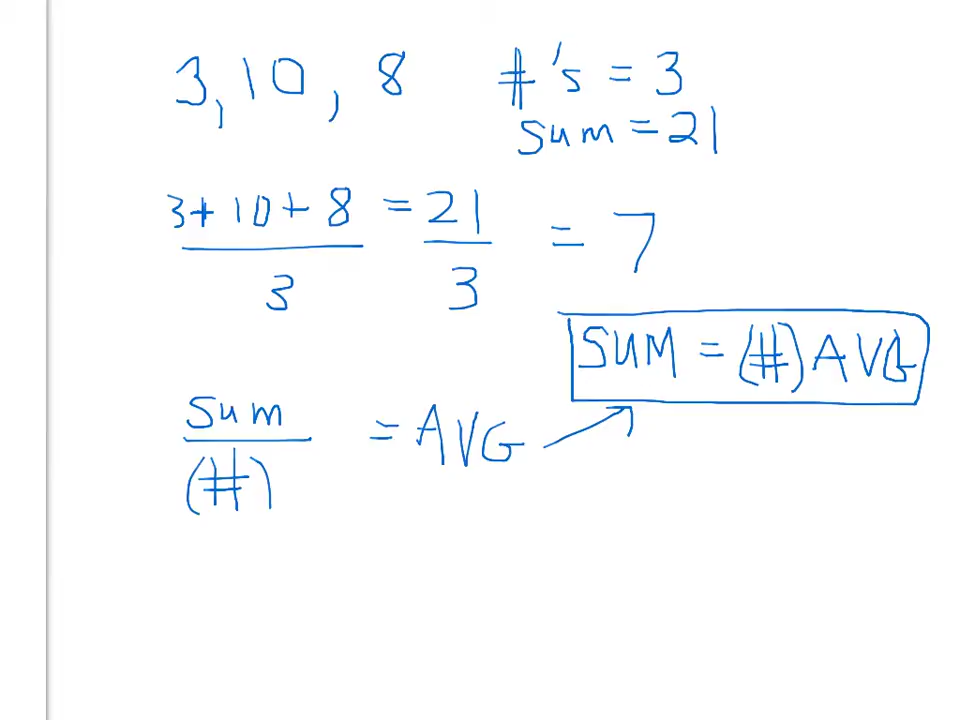 3, 10, 8 #'s = 3
sum = 21
3 + 10 + 8 = 21 = 7
3 3
SUM = (#) AVG
sum = AVG
(#)